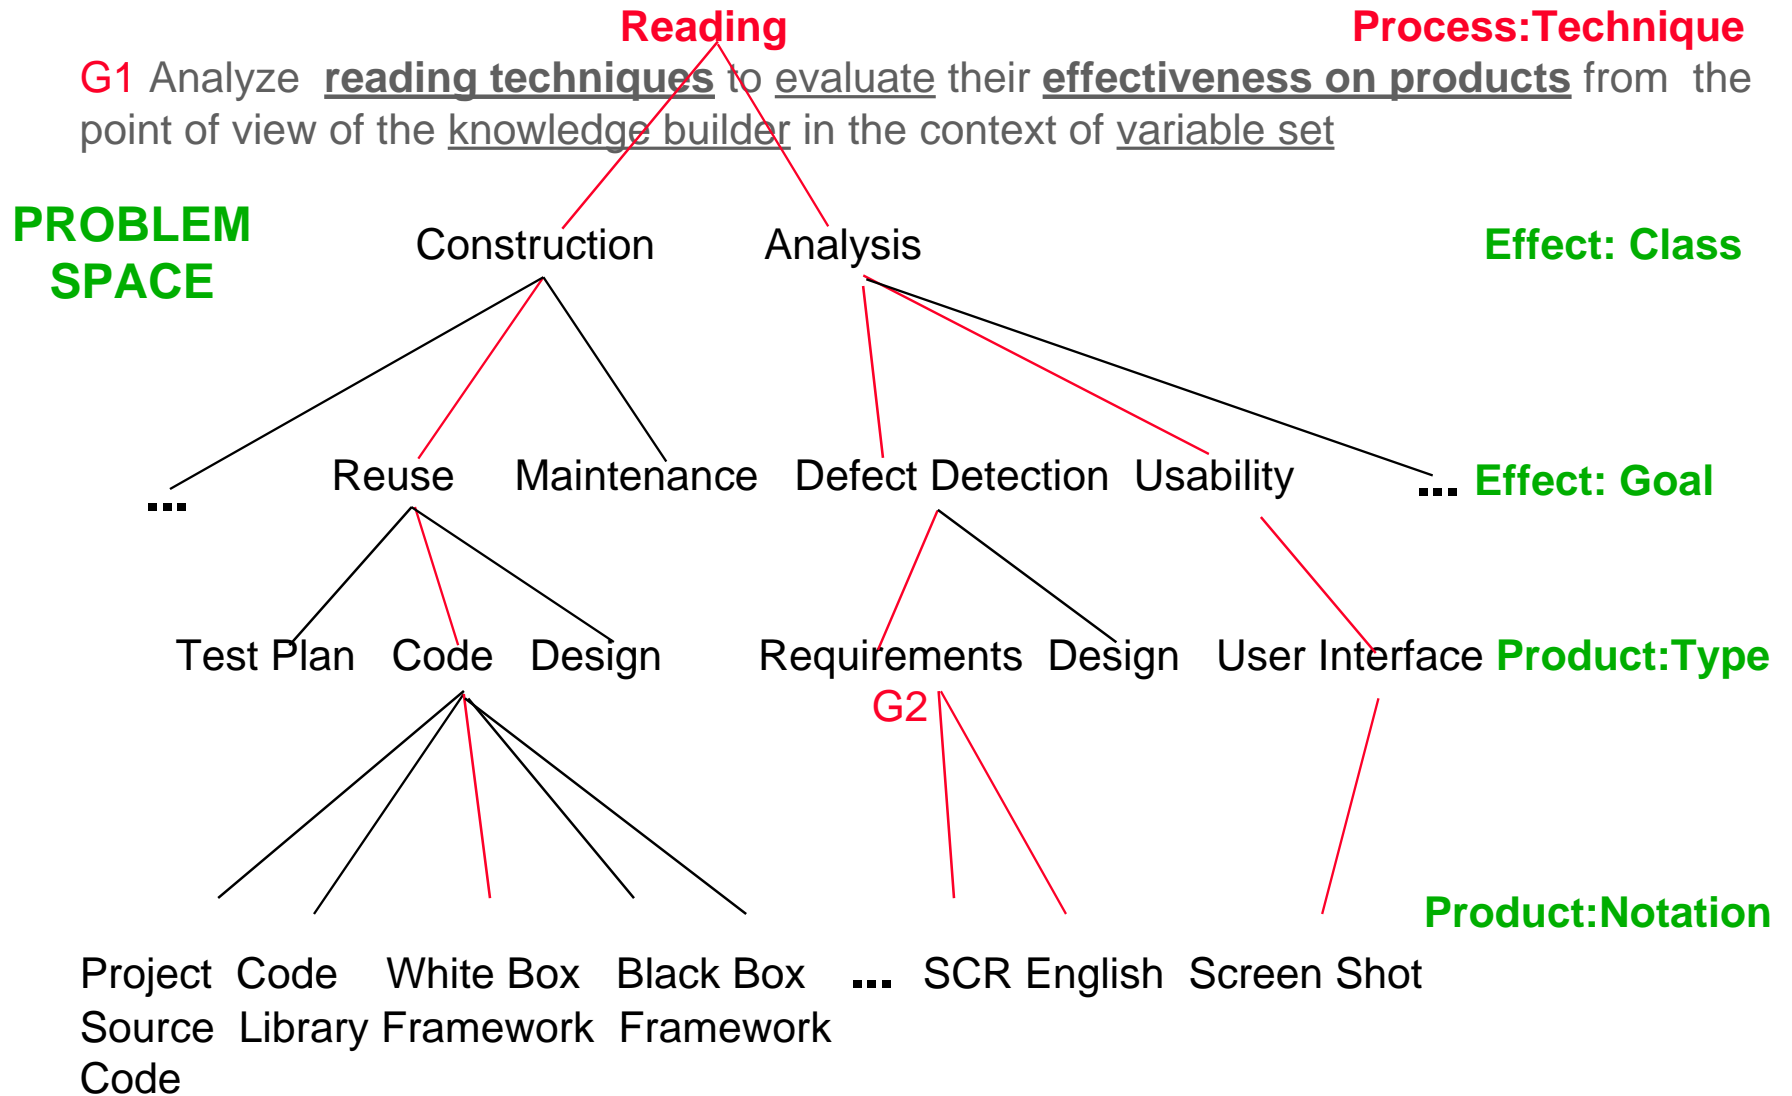 Reading Process:Technique
G1 Analyze reading techniques to evaluate their effectiveness on products from the
point of view of the knowledge builder in the context of variable set
PROBLEM
SPACE
Construction Analysis Effect: Class
... Reuse Maintenance Defect Detection Usability ... Effect: Goal
Test Plan Code Design Requirements Design User Interface Product:Type
G2
Product:Notation
Project Code White Box Black Box ... SCR English Screen Shot
Source Library Framework Framework
Code